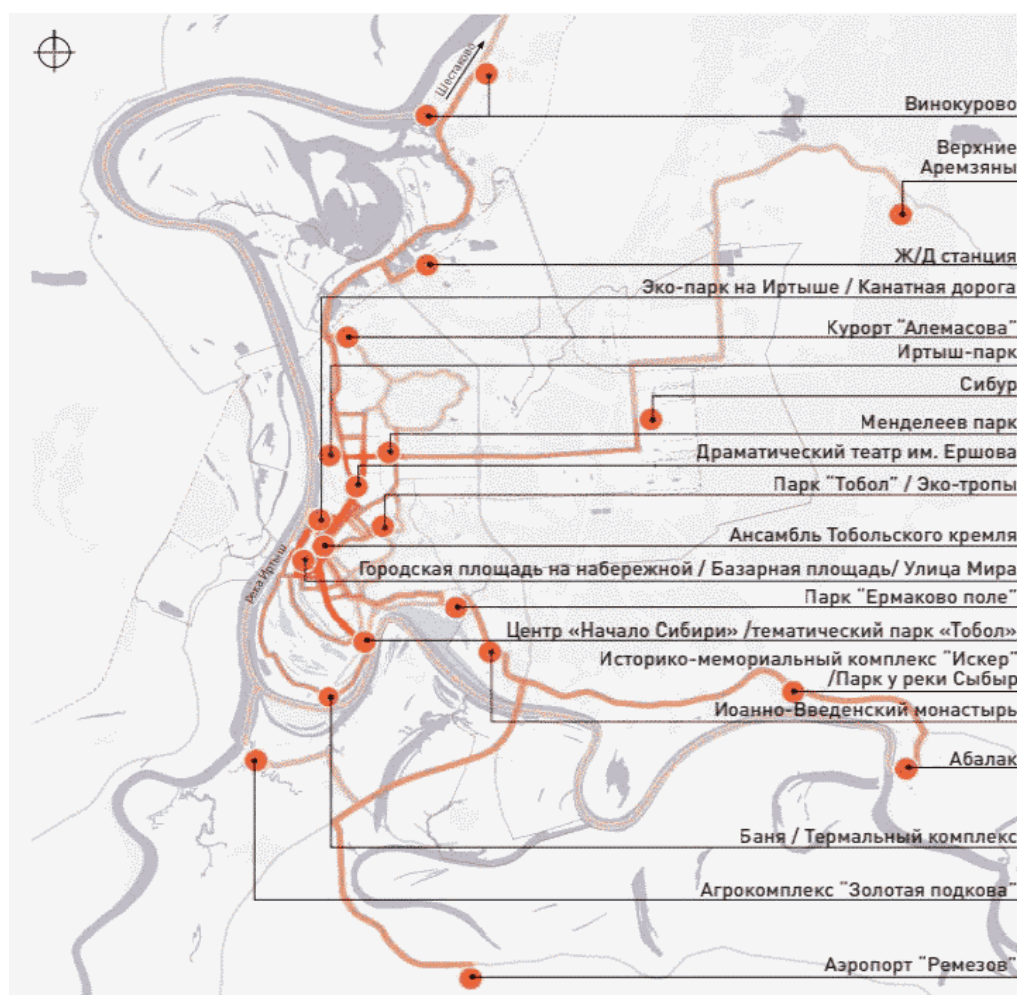 Шестаково
Винокурово
Верхние
Аремзяны
Ж/Д станция
Эко-парк на Иртыше / Канатная дорога
Курорт "Алемасова"
Иртыш-парк
Сибур
Менделеев парк
Драматический театр им. Ершова
Парк "Тобол" / Эко-тропы
Ансамбль Тобольского кремля
Река Иртыш
Городская площадь на набережной / Базарная площадь/ Улица Мира
Парк "Ермаково поле"
Центр «Начало Сибири» /тематический парк «Тобол»
Историко-мемориальный комплекс "Искер"
/Парк у реки Сыбыр
Иоанно-Введенский монастырь
Абалак
Баня / Термальный комплекс
Агрокомплекс "Золотая подкова"
Аэропорт "Ремезов"